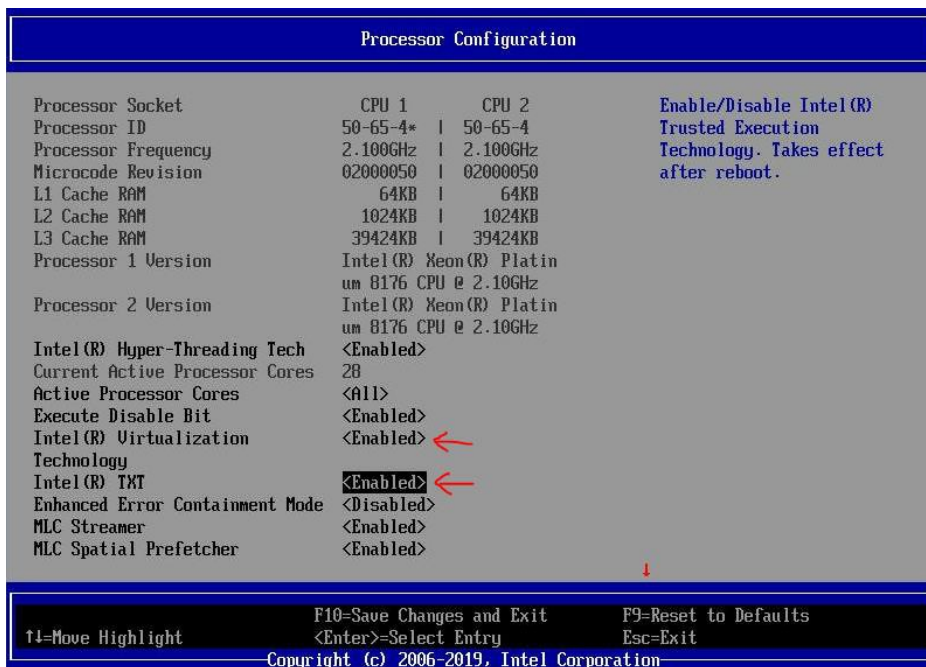 Processor Configuration
Processor Socket CPU 1 CPU 2
Processor ID 50-65-4* | 50-65-4
Processor Frequency 2.100GHz | 2.100GHz
Microcode Revision 02000050 | 02000050
L1 Cache RAM 64KB | 64KB
L2 Cache RAM 1024KB | 1024KB
L3 Cache RAM 39424KB | 39424KB
Processor 1 Version Intel(R) Xeon(R) Platin
um 8176 CPU @ 2.10GHz
Processor 2 Version Intel(R) Xeon(R) Platin
um 8176 CPU @ 2.10GHz
Intel(R) Hyper-Threading Tech <Enabled>
Current Active Processor Cores 28
Active Processor Cores <All>
Execute Disable Bit <Enabled>
Intel(R) Virtualization <Enabled>
Technology
Intel(R) TXT <Enabled>
Enhanced Error Containment Mode <Disabled>
MLC Streamer <Enabled>
MLC Spatial Prefetcher <Enabled>
Enable/Disable Intel(R)
Trusted Execution
Technology. Takes effect
after reboot.
F10=Save Changes and Exit F9=Reset to Defaults
↑↓=Move Highlight <Enter>=Select Entry Esc=Exit
Copyright (c) 2006-2019, Intel Corporation